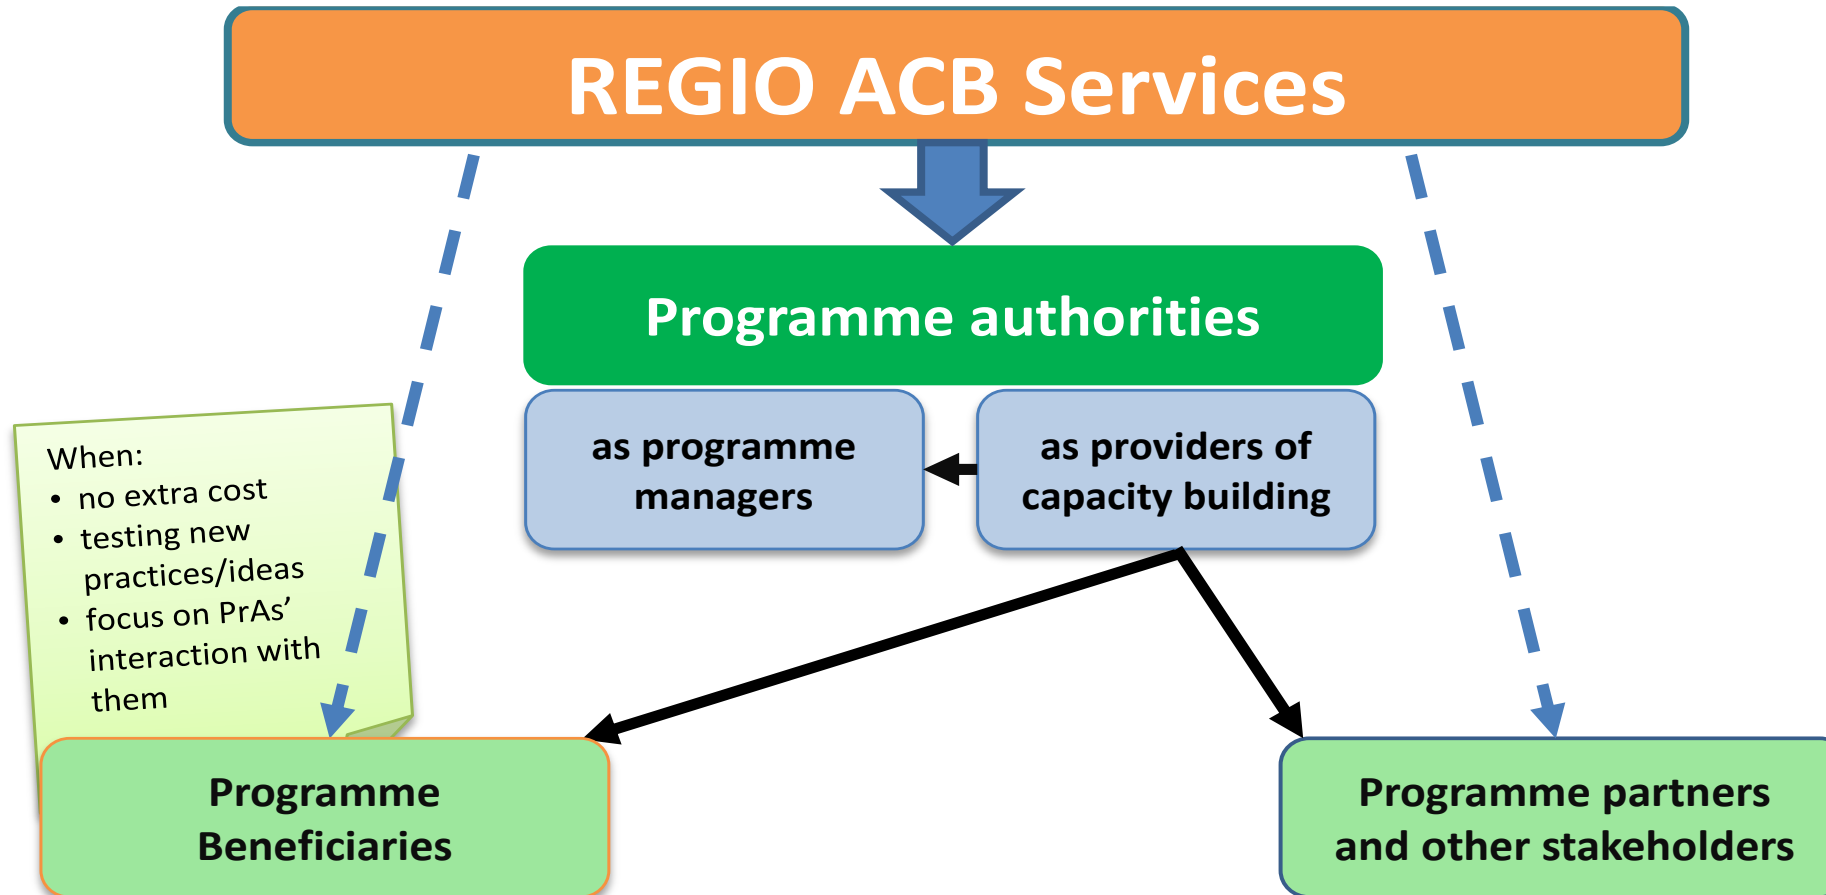 REGIO ACB Services
Programme authorities
as programme
managers
as providers of
capacity building
When:
• no extra cost
• testing new
practices/ideas
• focus on PrAs’
interaction with
them
Programme
Beneficiaries
Programme partners
and other stakeholders